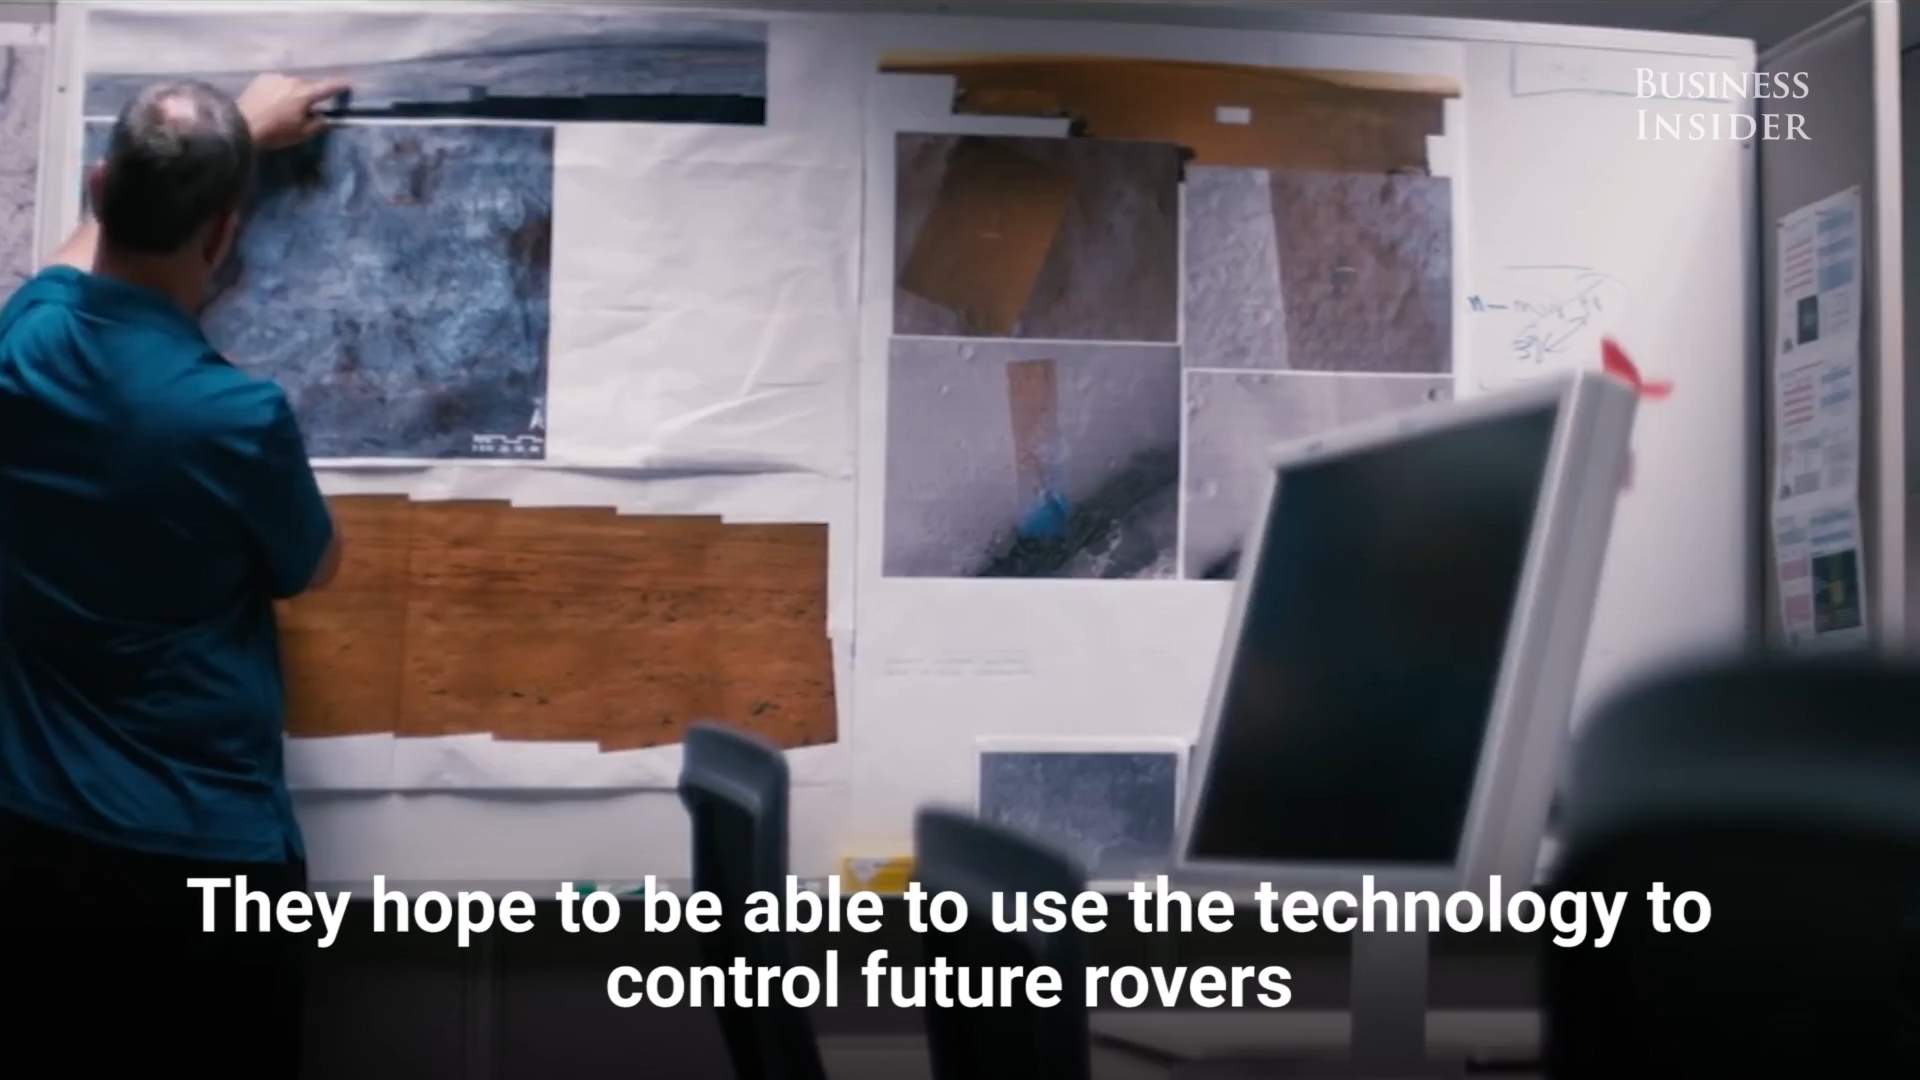 BUSINESS
INSIDER
They hope to be able to use the technology to
control future rovers